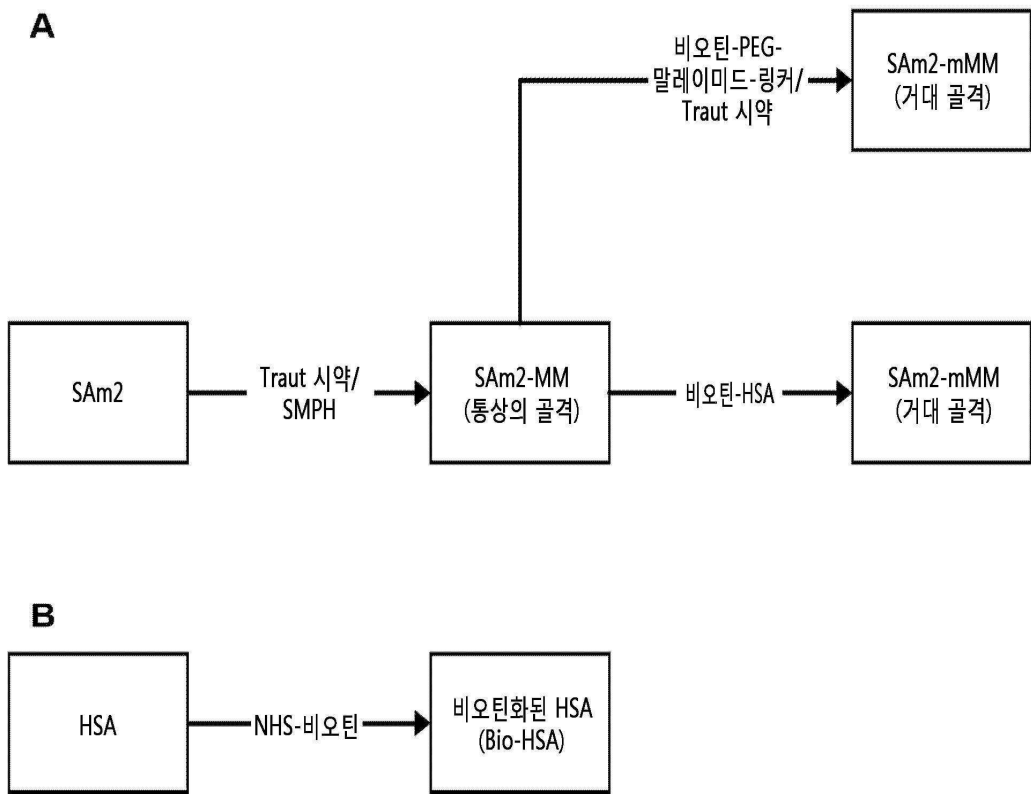 A
비오틴-PEG-
말레이미드-링커/
Traut 시약
SAm2-mMM
(거대 골격)
SAm2
Traut 시약/
SMPH
SAm2-MM
(통상의 골격)
비오틴-HSA
SAm2-mMM
(거대 골격)
B
HSA
NHS-비오틴
비오틴화된 HSA
(Bio-HSA)